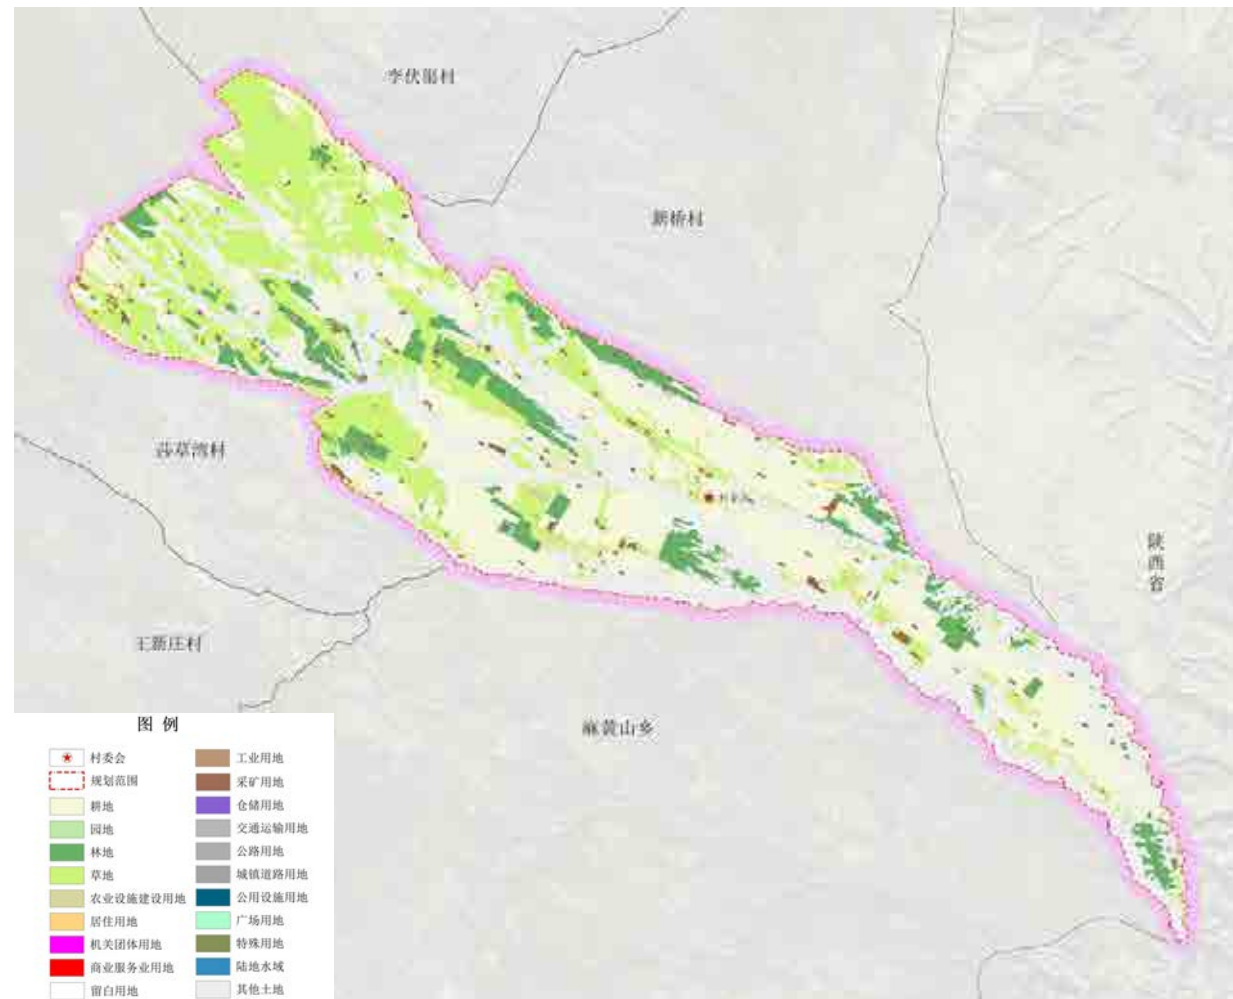 李伏渠村
新桥村
莎草湾村
陕西省
王新庄村
麻黄山乡
图 例
村委会
规划范围
耕地
园地
林地
草地
农业设施建设用地
居住用地
机关团体用地
商业服务业用地
留白用地
工业用地
采矿用地
仓储用地
交通运输用地
公路用地
城镇道路用地
公用设施用地
广场用地
特殊用地
陆地水域
其他土地